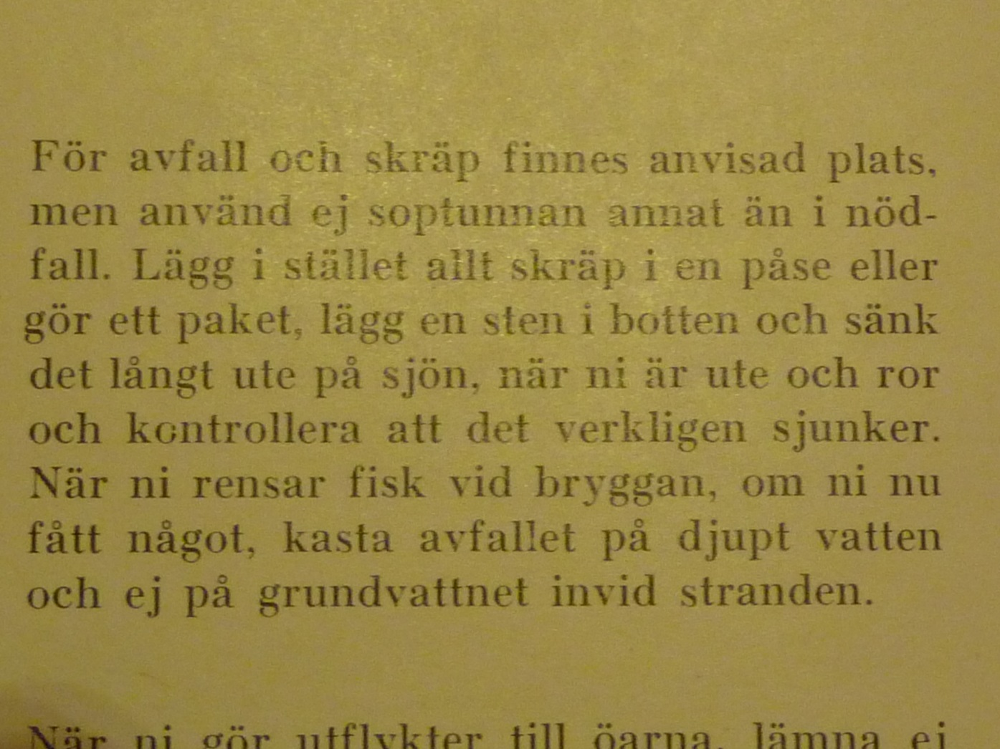 För avfall och skräp finnes anvisad plats,
men använd ej soptunnan annat än i nöd-
fall. Lägg i stället allt skräp i en påse eller
gör ett paket, lägg en sten i botten och sänk
det långt ute på sjön, när ni är ute och ror
och kontrollera att det verkligen sjunker.
När ni rensar fisk vid bryggan, om ni nu
fått något, kasta avfallet på djupt vatten
och ej på grundvattnet invid stranden.
När ni gör utflykter till öarna, lämna ej